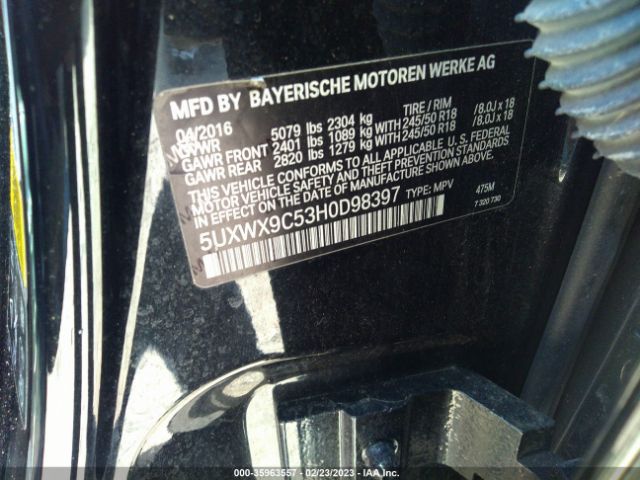 MFD BY BAYERISCHE MOTOREN WERKE AG
04/2016
GVWR 5079 lbs 2304 kg TIRE / RIM
GAWR FRONT 2401 lbs 1089 kg WITH 245/50 R18 / 8.0J x 18
GAWR REAR 2820 lbs 1279 kg WITH 245/50 R18 / 8.0J x 18
THIS VEHICLE CONFORMS TO ALL APPLICABLE U.S. FEDERAL
MOTOR VEHICLE SAFETY AND THEFT PREVENTION STANDARDS
IN EFFECT ON THE DATE OF MANUFACTURE SHOWN ABOVE.
5UXWX9C53H0D98397 TYPE: MPV 475M
7 320 730
000-35963557 - 02/23/2023 - IAA Inc.